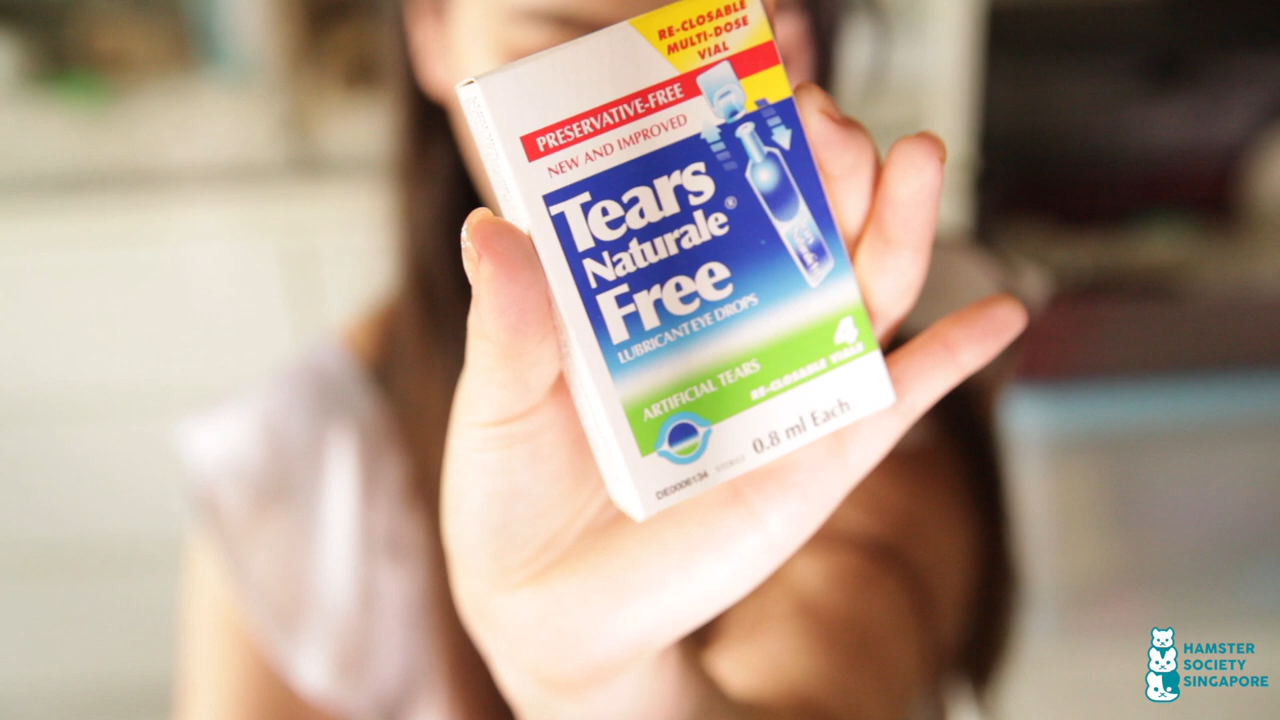 RE-CLOSABLE
MULTI-DOSE
VIAL
PRESERVATIVE-FREE
NEW AND IMPROVED
Tears
Naturale®
Free
LUBRICANT EYE DROPS
4
ARTIFICIAL TEARS
RE-CLOSABLE VIALS
0.8 ml Each
DE0006134
HAMSTER
SOCIETY
SINGAPORE